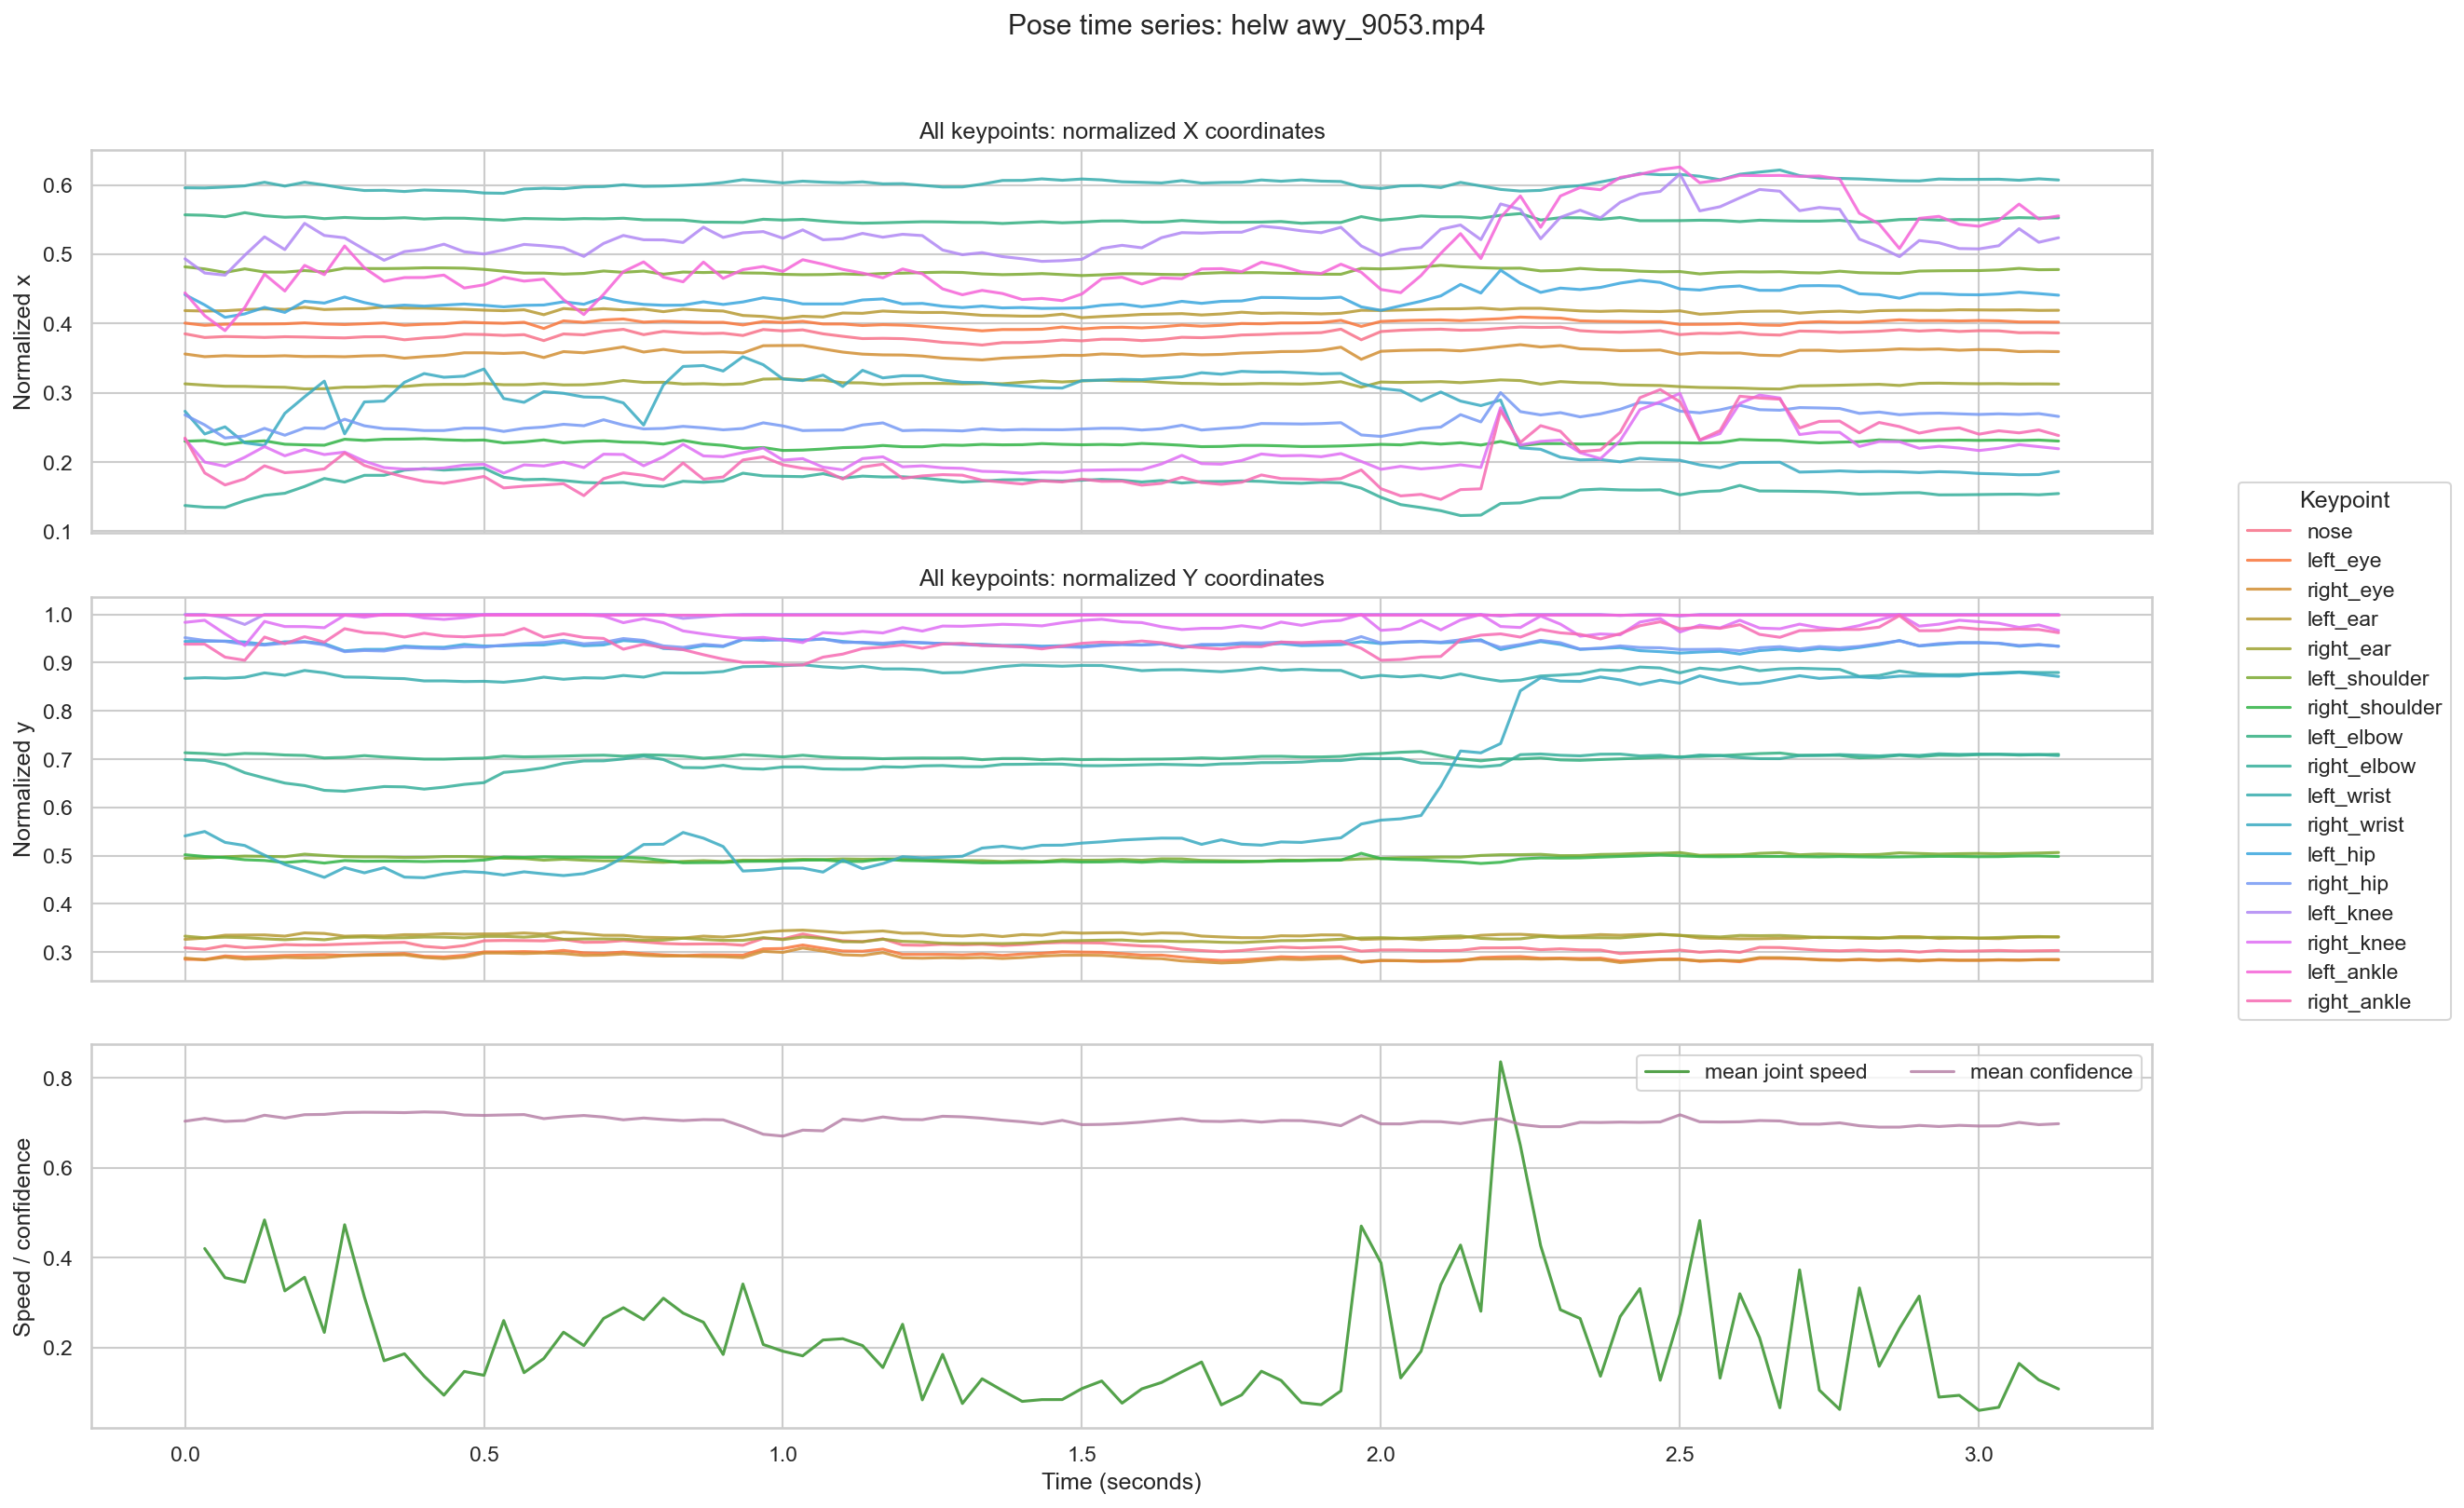 Pose time series: helw awy_9053.mp4
All keypoints: normalized X coordinates
Normalized x
0.6
0.5
0.4
0.3
0.2
0.1
All keypoints: normalized Y coordinates
Normalized y
1.0
0.9
0.8
0.7
0.6
0.5
0.4
0.3
Keypoint
nose
left_eye
right_eye
left_ear
right_ear
left_shoulder
right_shoulder
left_elbow
right_elbow
left_wrist
right_wrist
left_hip
right_hip
left_knee
right_knee
left_ankle
right_ankle
Speed / confidence
0.8
0.6
0.4
0.2
mean joint speed mean confidence
0.0 0.5 1.0 1.5 2.0 2.5 3.0
Time (seconds)